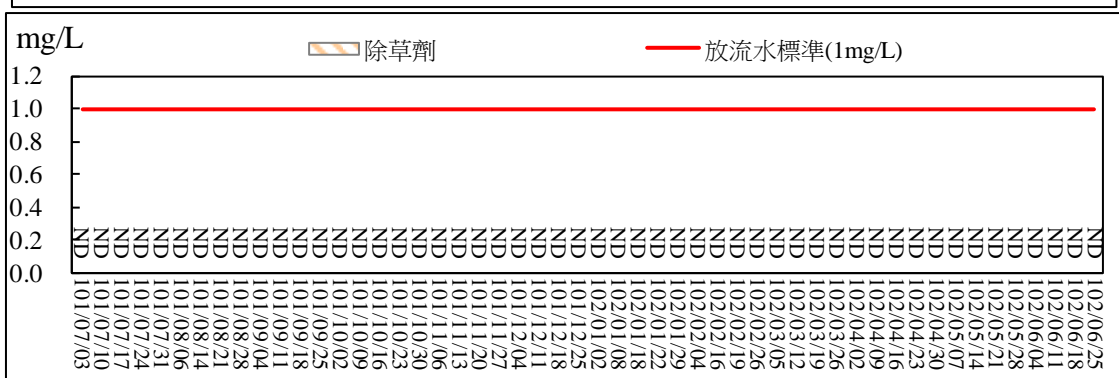 mg/L
除草劑 放流水標準(1mg/L)
1.2
1.0
0.8
0.6
0.4
0.2
0.0
ND ND ND ND ND ND ND ND ND ND ND ND ND ND ND ND ND ND ND ND ND ND ND ND ND ND ND ND ND ND ND ND ND ND ND ND ND ND ND ND ND ND ND ND ND ND ND ND ND ND ND ND
101/07/03 101/07/10 101/07/17 101/07/24 101/07/31 101/08/06 101/08/14 101/08/21 101/08/28 101/09/04 101/09/11 101/09/18 101/09/25 101/10/02 101/10/09 101/10/16 101/10/23 101/10/30 101/11/06 101/11/13 101/11/20 101/11/27 101/12/04 101/12/11 101/12/18 101/12/25 102/01/02 102/01/08 102/01/18 102/01/22 102/01/29 102/02/04 102/02/16 102/02/19 102/02/26 102/03/05 102/03/12 102/03/19 102/03/26 102/04/02 102/04/09 102/04/16 102/04/23 102/04/30 102/05/07 102/05/14 102/05/21 102/05/28 102/06/04 102/06/11 102/06/18 102/06/25